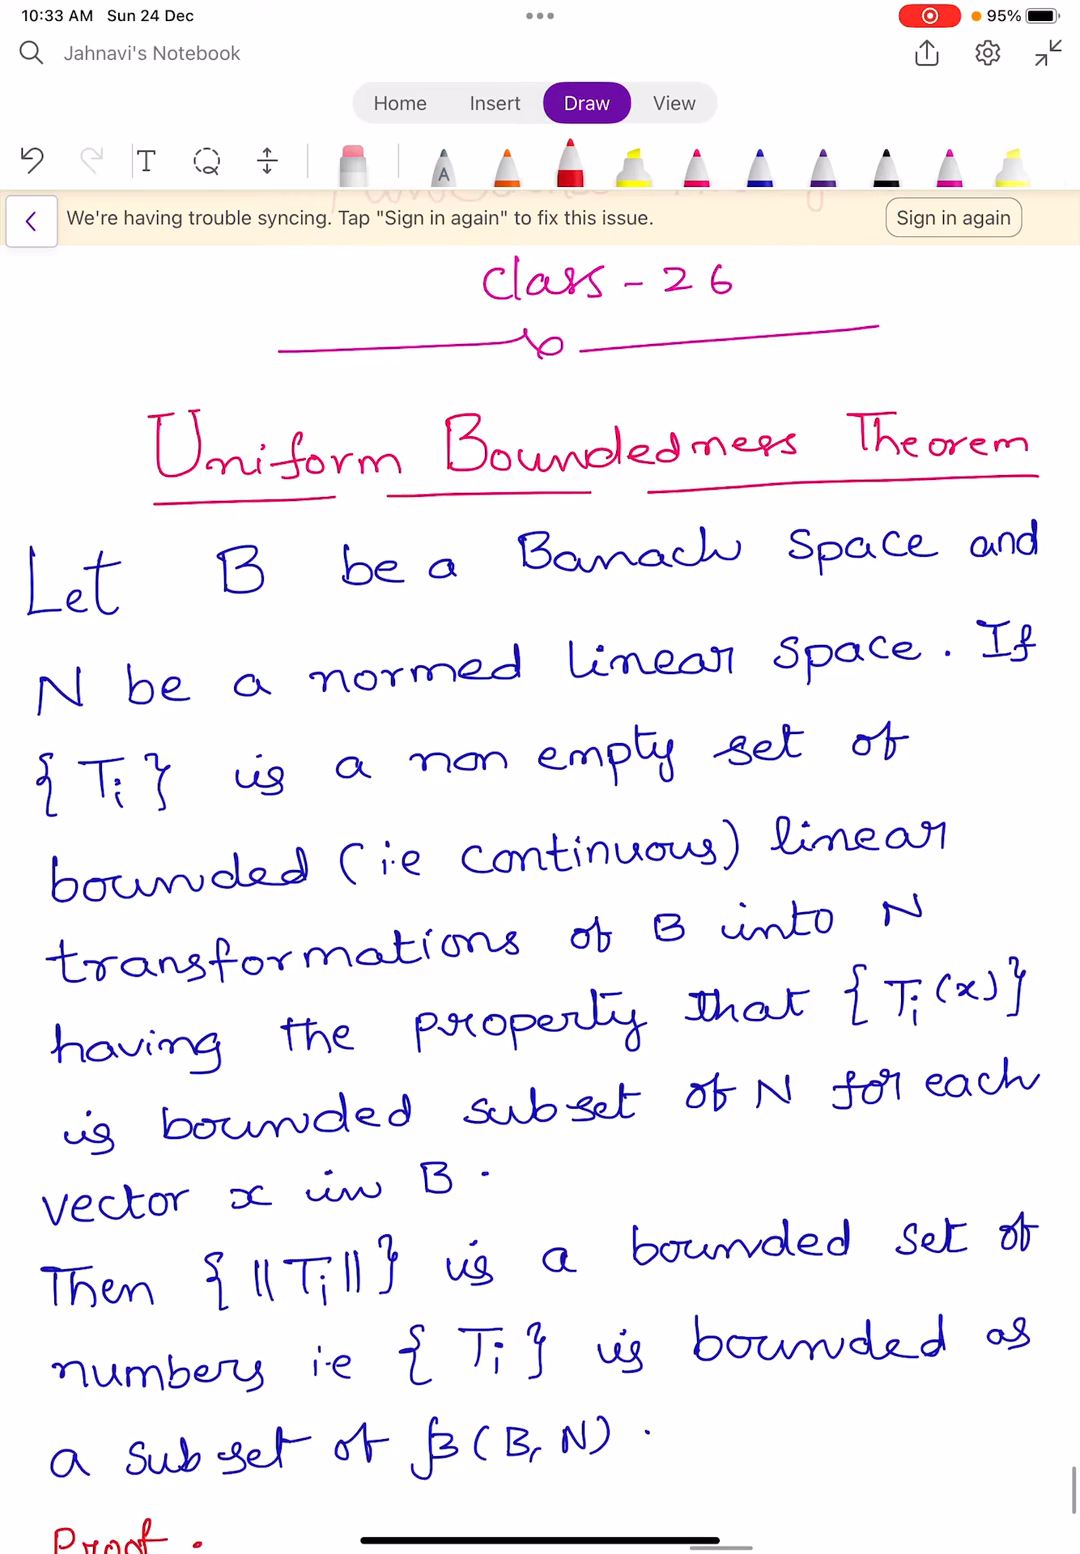 10:33 AM Sun 24 Dec
95%
Jahnavi's Notebook
Home Insert Draw View
T
A
We're having trouble syncing. Tap "Sign in again" to fix this issue.
Sign in again
Class - 26
Uniform Boundedness Theorem
Let B be a Banach space and
N be a normed linear space. If
{Ti} is a non empty set of
bounded (i.e continuous) linear
transformations of B into N
having the property that {Ti(x)}
is bounded subset of N for each
vector x in B.
Then {||Ti||} is a bounded set of
numbers i.e {Ti} is bounded as
a subset of β(B, N).
Proof.